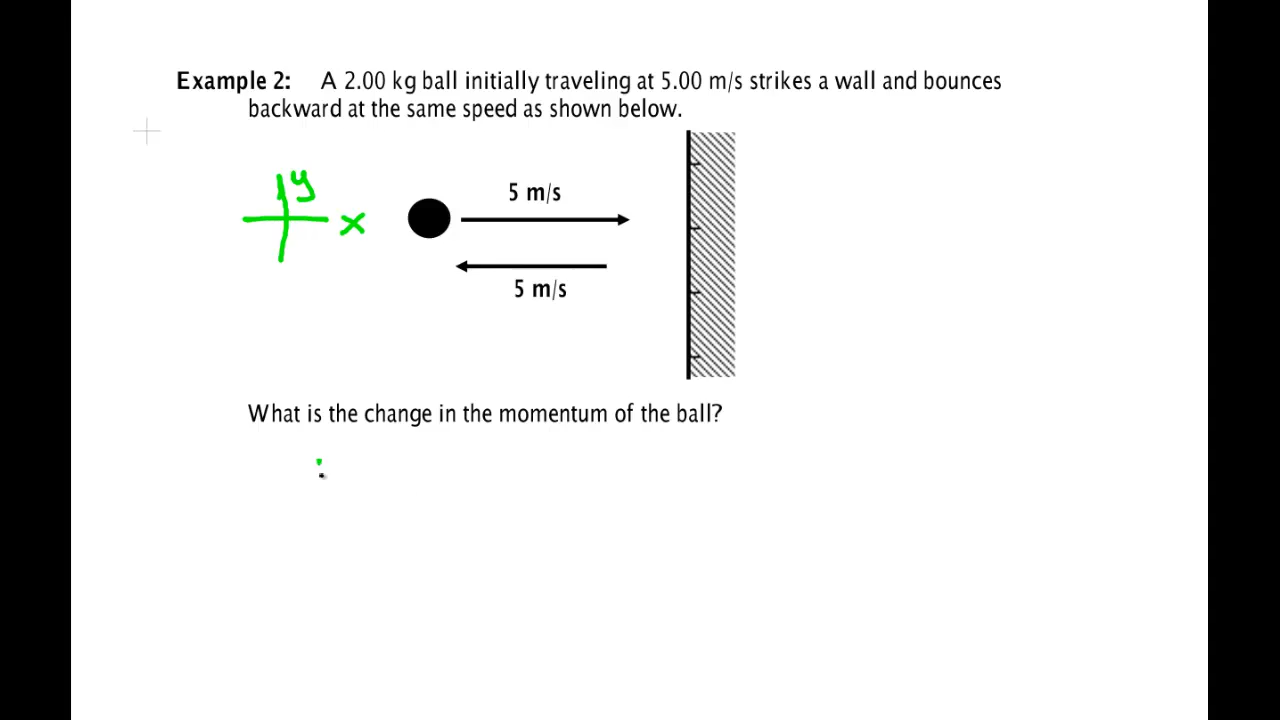 Example 2: A 2.00 kg ball initially traveling at 5.00 m/s strikes a wall and bounces
backward at the same speed as shown below.
y
x
5 m/s
5 m/s
What is the change in the momentum of the ball?